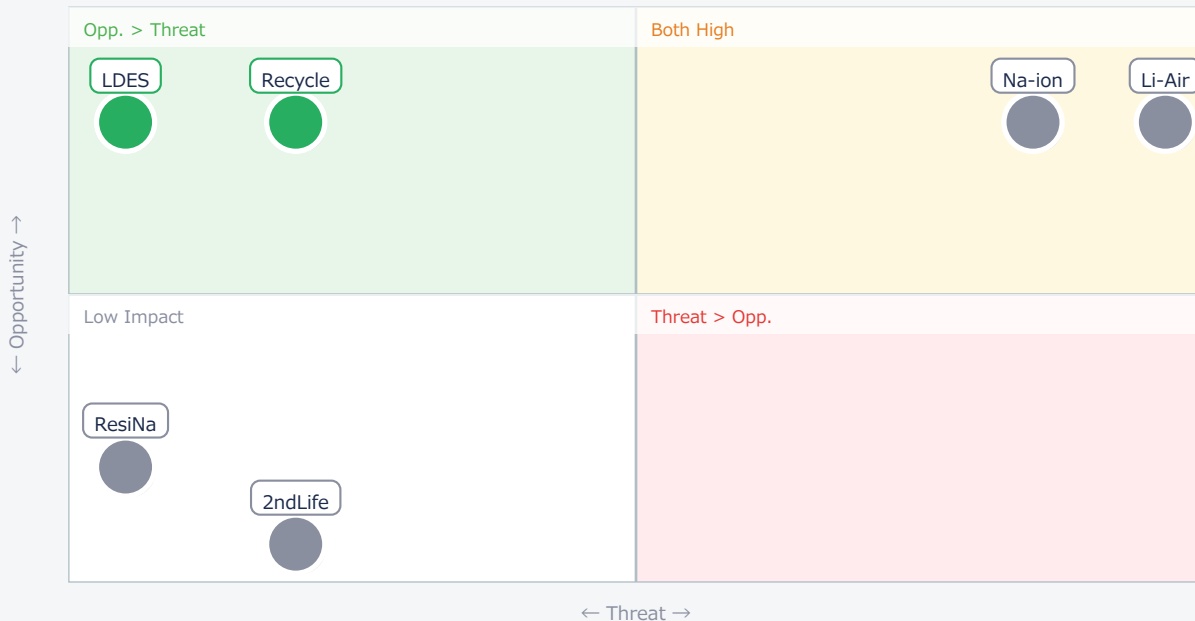 Opp. > Threat
Both High
LDES
Recycle
Na-ion
Li-Air
← Opportunity →
Low Impact
Threat > Opp.
ResiNa
2ndLife
← Threat →